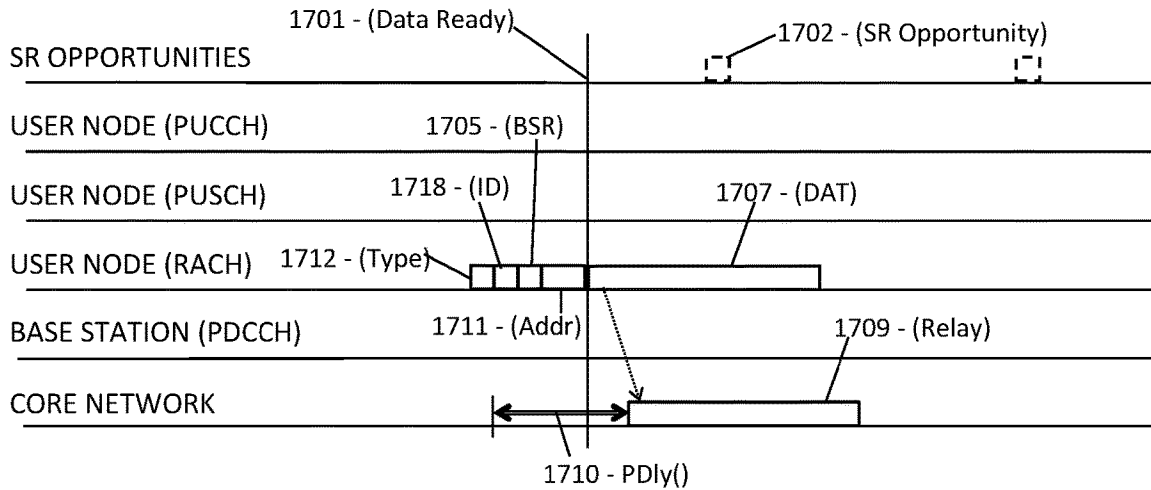 1701 - (Data Ready)
1702 - (SR Opportunity)
SR OPPORTUNITIES
USER NODE (PUCCH)
1705 - (BSR)
USER NODE (PUSCH)
1718 - (ID)
1707 - (DAT)
USER NODE (RACH)
1712 - (Type)
1711 - (Addr)
BASE STATION (PDCCH)
1709 - (Relay)
CORE NETWORK
1710 - PDly()